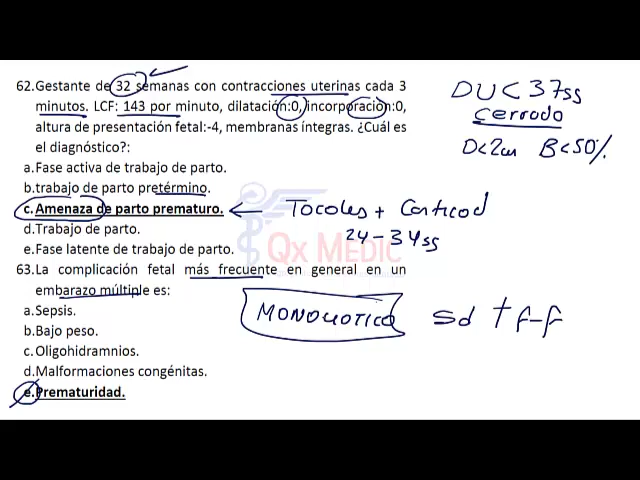 62.Gestante de 32 semanas con contracciones uterinas cada 3
minutos. LCF: 143 por minuto, dilatación:0, incorporación:0,
altura de presentación fetal:-4, membranas íntegras. ¿Cuál es
el diagnóstico?:
a.Fase activa de trabajo de parto.
b.trabajo de parto pretérmino.
c.Amenaza de parto prematuro.
d.Trabajo de parto.
e.Fase latente de trabajo de parto.
63.La complicación fetal más frecuente en general en un
embarazo múltiple es:
a.Sepsis.
b.Bajo peso.
c.Oligohidramnios.
d.Malformaciones congénitas.
e.Prematuridad.
DU < 37ss
cerrado
D<2cm B<50%
← Tocoles + Corticod
24-34ss
QX MEDIC
Sd f-f